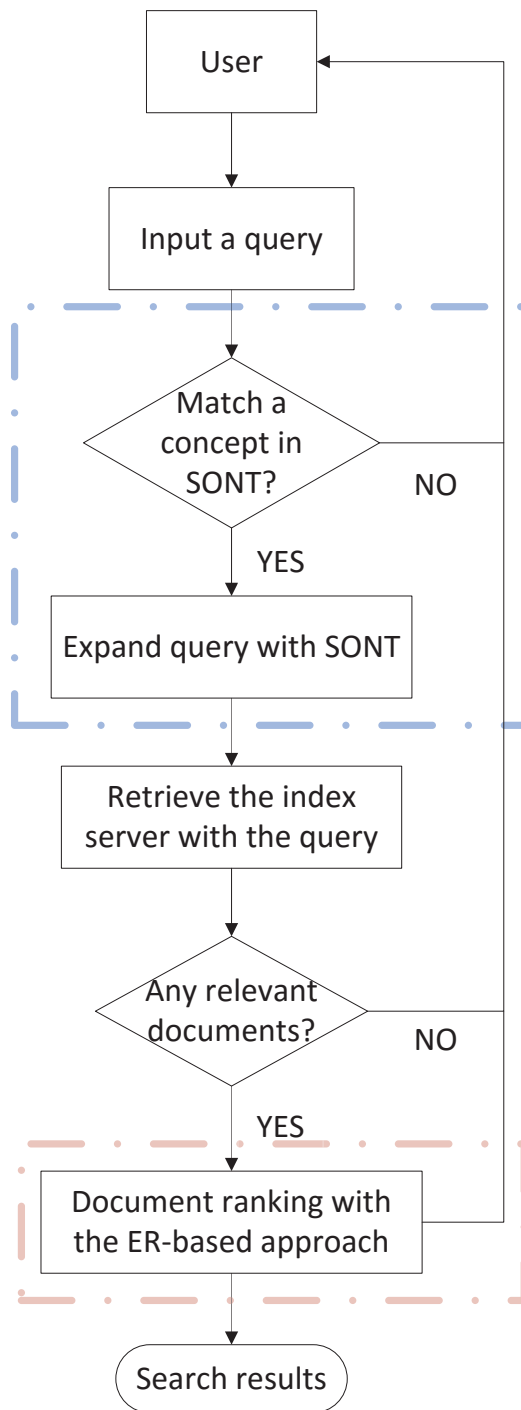 User
Input a query
Match a
concept in
SONT?
NO
YES
Expand query with SONT
Retrieve the index
server with the query
Any relevant
documents?
NO
YES
Document ranking with
the ER-based approach
Search results